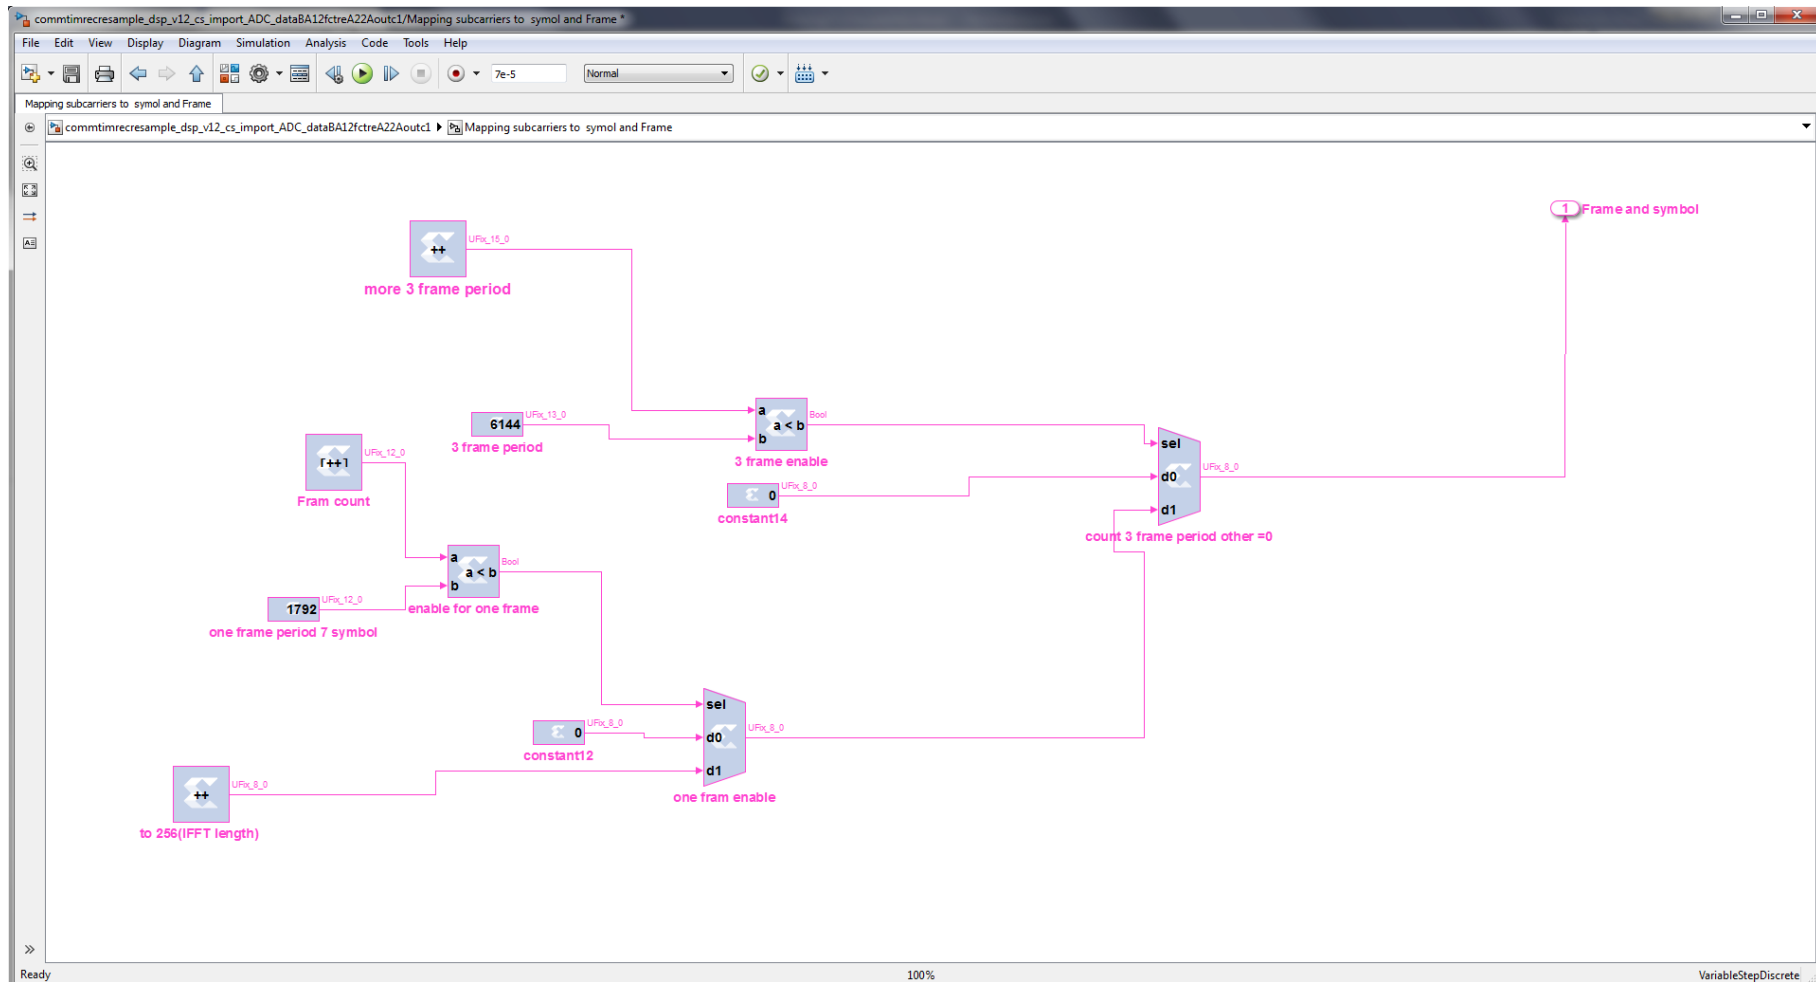 commtimrecresample_dsp_v12_cs_import_ADC_dataBA12fctreA22Aoutc1/Mapping subcarriers to  symol and Frame *
File Edit View Display Diagram Simulation Analysis Code Tools Help
7e-5 Normal
Mapping subcarriers to  symol and Frame
commtimrecresample_dsp_v12_cs_import_ADC_dataBA12fctreA22Aoutc1 ▶ Mapping subcarriers to  symol and Frame
1 Frame and symbol
++ UFix_15_0
more 3 frame period
6144 UFix_13_0
3 frame period
a
b
a < b
Bool
3 frame enable
[++] UFix_12_0
Fram count
0 UFix_8_0
constant14
sel
d0
d1
UFix_8_0
count 3 frame period other =0
a
b
a < b
Bool
enable for one frame
1792 UFix_12_0
one frame period 7 symbol
0 UFix_8_0
constant12
sel
d0
d1
UFix_8_0
one fram enable
++ UFix_8_0
to 256(IFFT length)
Ready 100% VariableStepDiscrete